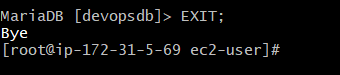 MariaDB [devopsdb]> EXIT;
Bye
[root@ip-172-31-5-69 ec2-user]#